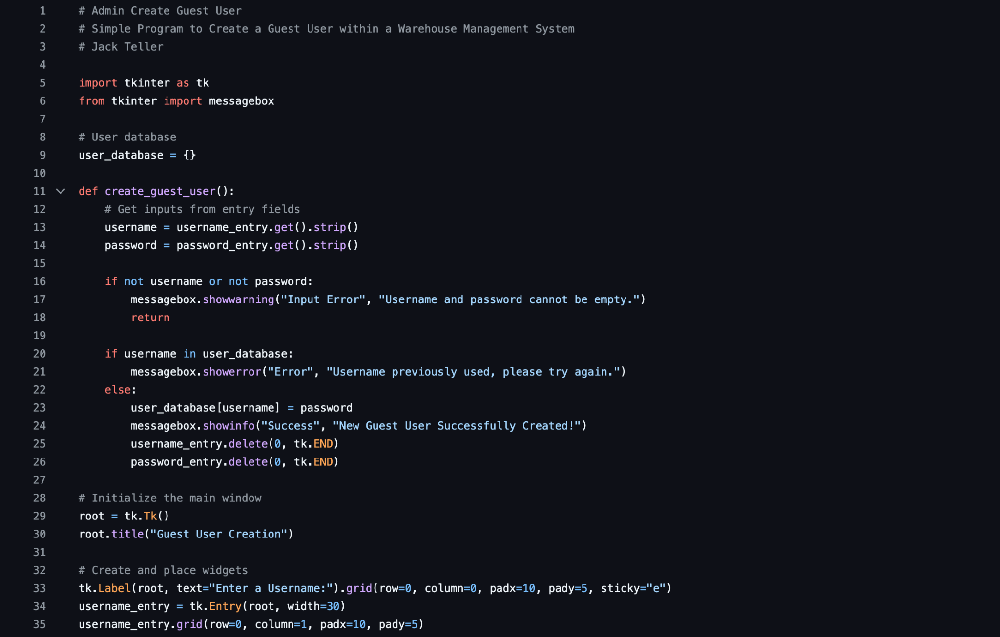 1 # Admin Create Guest User
2 # Simple Program to Create a Guest User within a Warehouse Management System
3 # Jack Teller
4
5 import tkinter as tk
6 from tkinter import messagebox
7
8 # User database
9 user_database = {}
10
11 def create_guest_user():
12     # Get inputs from entry fields
13     username = username_entry.get().strip()
14     password = password_entry.get().strip()
15
16     if not username or not password:
17         messagebox.showwarning("Input Error", "Username and password cannot be empty.")
18         return
19
20     if username in user_database:
21         messagebox.showerror("Error", "Username previously used, please try again.")
22     else:
23         user_database[username] = password
24         messagebox.showinfo("Success", "New Guest User Successfully Created!")
25         username_entry.delete(0, tk.END)
26         password_entry.delete(0, tk.END)
27
28 # Initialize the main window
29 root = tk.Tk()
30 root.title("Guest User Creation")
31
32 # Create and place widgets
33 tk.Label(root, text="Enter a Username:").grid(row=0, column=0, padx=10, pady=5, sticky="e")
34 username_entry = tk.Entry(root, width=30)
35 username_entry.grid(row=0, column=1, padx=10, pady=5)